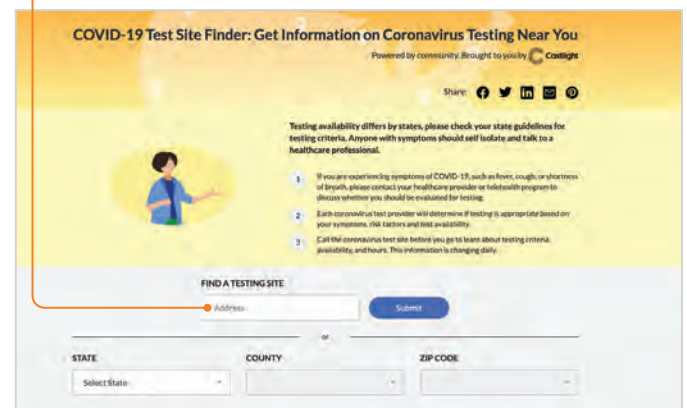 COVID-19 Test Site Finder: Get Information on Coronavirus Testing Near You
Powered by community. Brought to you by Castlight
Share:
Testing availability differs by states, please check your state guidelines for
testing criteria. Anyone with symptoms should self isolate and talk to a
healthcare professional.
1 If you are experiencing symptoms of COVID-19, such as fever, cough, or shortness
of breath, please contact your healthcare provider or telehealth program to
discuss whether you should be evaluated for testing.
2 Each coronavirus test provider will determine if testing is appropriate based on
your symptoms, risk factors and test availability.
3 Call the coronavirus test site before you go to learn about testing criteria,
availability, and hours. This information is changing daily.
FIND A TESTING SITE
Address Submit
or
STATE COUNTY ZIP CODE
Select State